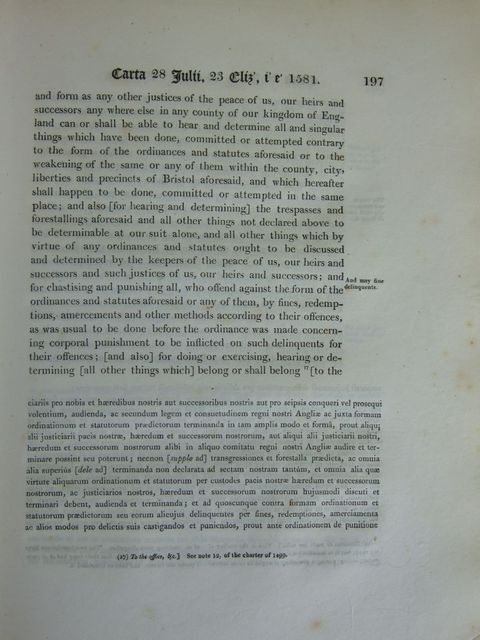 Carta 28 Julii, 23 Eliz', i' e' 1581. 197
and form as any other justices of the peace of us, our heirs and
successors any where else in any county of our kingdom of Eng-
land can or shall be able to hear and determine all and singular
things which have been done, committed or attempted contrary
to the form of the ordinances and statutes aforesaid or to the
weakening of the same or any of them within the county, city,
liberties and precincts of Bristol aforesaid, and which hereafter
shall happen to be done, committed or attempted in the same
place; and also [for hearing and determining] the trespasses and
forestallings aforesaid and all other things not declared above to
be determinable at our suit alone, and all other things which by
virtue of any ordinances and statutes ought to be discussed
and determined by the keepers of the peace of us, our heirs and
successors and such justices of us, our heirs and successors; and
And may fine
delinquents.
for chastising and punishing all, who offend against the form of the
ordinances and statutes aforesaid or any of them, by fines, redemp-
tions, amercements and other methods according to their offences,
as was usual to be done before the ordinance was made concern-
ing corporal punishment to be inflicted on such delinquents for
their offences; [and also] for doing or exercising, hearing or de-
termining [all other things which] belong or shall belong 17[to the
ciariis pro nobis et hæredibus nostris aut successoribus nostris aut pro seipsis conqueri vel prosequi
volentium, audienda, ac secundum legem et consuetudinem regni nostri Angliæ ac juxta formam
ordinationum et statutorum prædictorum terminanda in tam amplis modo et formâ, prout aliqui
alii justiciarii pacis nostræ, hæredum et successorum nostrorum, aut aliqui alii justiciarii nostri,
hæredum et successorum nostrorum alibi in aliquo comitatu regni nostri Angliæ audire et ter-
minare possint seu poterunt; necnon [supple ad] transgressiones et forestalla prædicta, ac omnia
alia superiùs [dele ad] terminanda non declarata ad sectam nostram tantùm, et omnia alia quæ
virtute aliquarum ordinationum et statutorum per custodes pacis nostræ hæredum et successorum
nostrorum, ac justiciarios nostros, hæredum et successorum nostrorum hujusmodi discuti et
terminari debent, audienda et terminanda; et ad quoscunque contra formam ordinationum et
statutorum prædictorum seu eorum alicujus delinquentes per fines, redemptiones, amerciamenta
ac alios modos pro delictis suis castigandos et puniendos, prout ante ordinationem de punitione
(17) To the office, &c.] See note 12, of the charter of 1499.